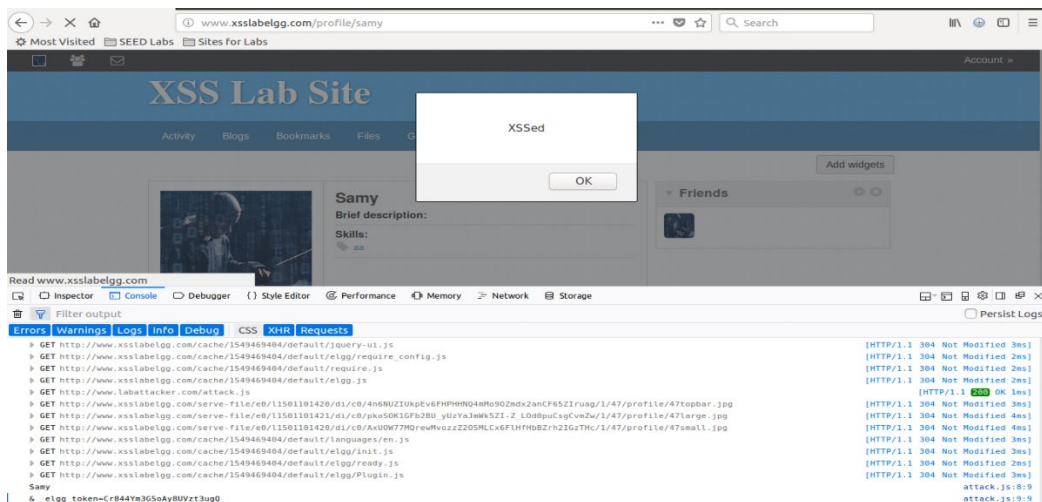 www.xsslabelgg.com/profile/samy
Search
Most Visited SEED Labs Sites for Labs
Account »
XSS Lab Site
Activity Blogs Bookmarks Files G
XSSed
OK
Add widgets
Samy
Brief description:
Skills:
aa
Friends
Read www.xsslabelgg.com
Inspector Console Debugger {} Style Editor Performance Memory Network Storage
Filter output
Persist Logs
Errors Warnings Logs Info Debug CSS XHR Requests
GET http://www.xsslabelgg.com/cache/1549469404/default/jquery-ui.js [HTTP/1.1 304 Not Modified 3ms]
GET http://www.xsslabelgg.com/cache/1549469404/default/elgg/require_config.js [HTTP/1.1 304 Not Modified 2ms]
GET http://www.xsslabelgg.com/cache/1549469404/default/require.js [HTTP/1.1 304 Not Modified 2ms]
GET http://www.xsslabelgg.com/cache/1549469404/default/elgg.js [HTTP/1.1 304 Not Modified 2ms]
GET http://www.labattacker.com/attack.js [HTTP/1.1 200 OK 1ms]
GET [HTTP/1.1 304 Not Modified 3ms]
GET [HTTP/1.1 304 Not Modified 4ms]
GET [HTTP/1.1 304 Not Modified 4ms]
GET http://www.xsslabelgg.com/cache/1549469404/default/languages/en.js [HTTP/1.1 304 Not Modified 3ms]
GET http://www.xsslabelgg.com/cache/1549469404/default/elgg/init.js [HTTP/1.1 304 Not Modified 3ms]
GET http://www.xsslabelgg.com/cache/1549469404/default/elgg/ready.js [HTTP/1.1 304 Not Modified 2ms]
GET http://www.xsslabelgg.com/cache/1549469404/default/elgg/Plugin.js [HTTP/1.1 304 Not Modified 3ms]
Samy attack.js:8:9
&__elgg_token=Cr844Ym3GSoAy8UVzt3ugQ attack.js:9:9